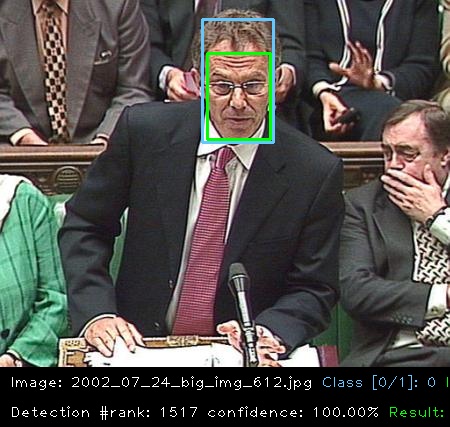 Image: 2002_07_24_big_img_612.jpg Class [0/1]: 0
Detection #rank: 1517 confidence: 100.00% Result: